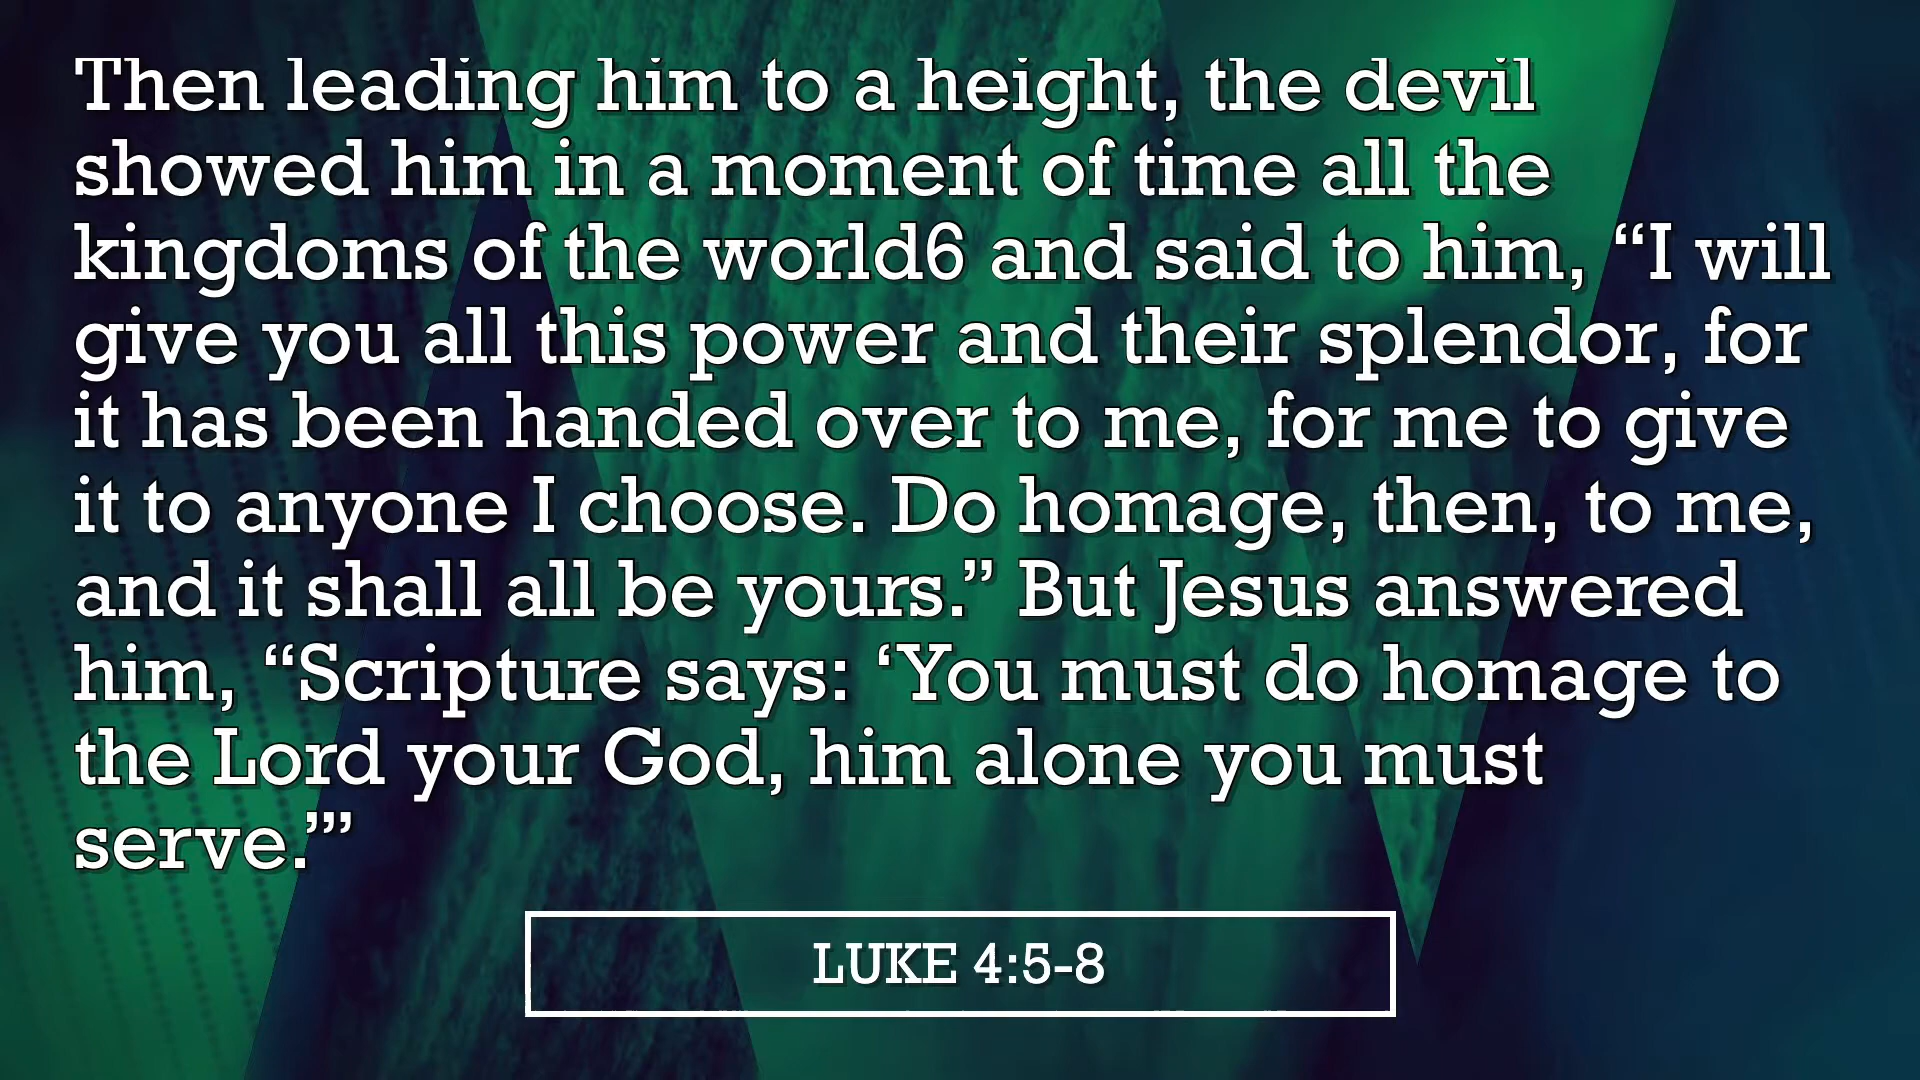 Then leading him to a height, the devil
showed him in a moment of time all the
kingdoms of the world6 and said to him, “I will
give you all this power and their splendor, for
it has been handed over to me, for me to give
it to anyone I choose. Do homage, then, to me,
and it shall all be yours.” But Jesus answered
him, “Scripture says: ‘You must do homage to
the Lord your God, him alone you must
serve.’”
LUKE 4:5-8